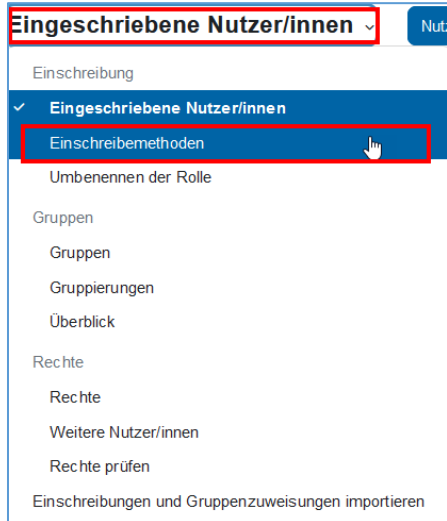 Eingeschriebene Nutzer/innen
Einschreibung
Eingeschriebene Nutzer/innen
Einschreibemethoden
Umbenennen der Rolle
Gruppen
Gruppen
Gruppierungen
Überblick
Rechte
Rechte
Weitere Nutzer/innen
Rechte prüfen
Einschreibungen und Gruppenzuweisungen importieren